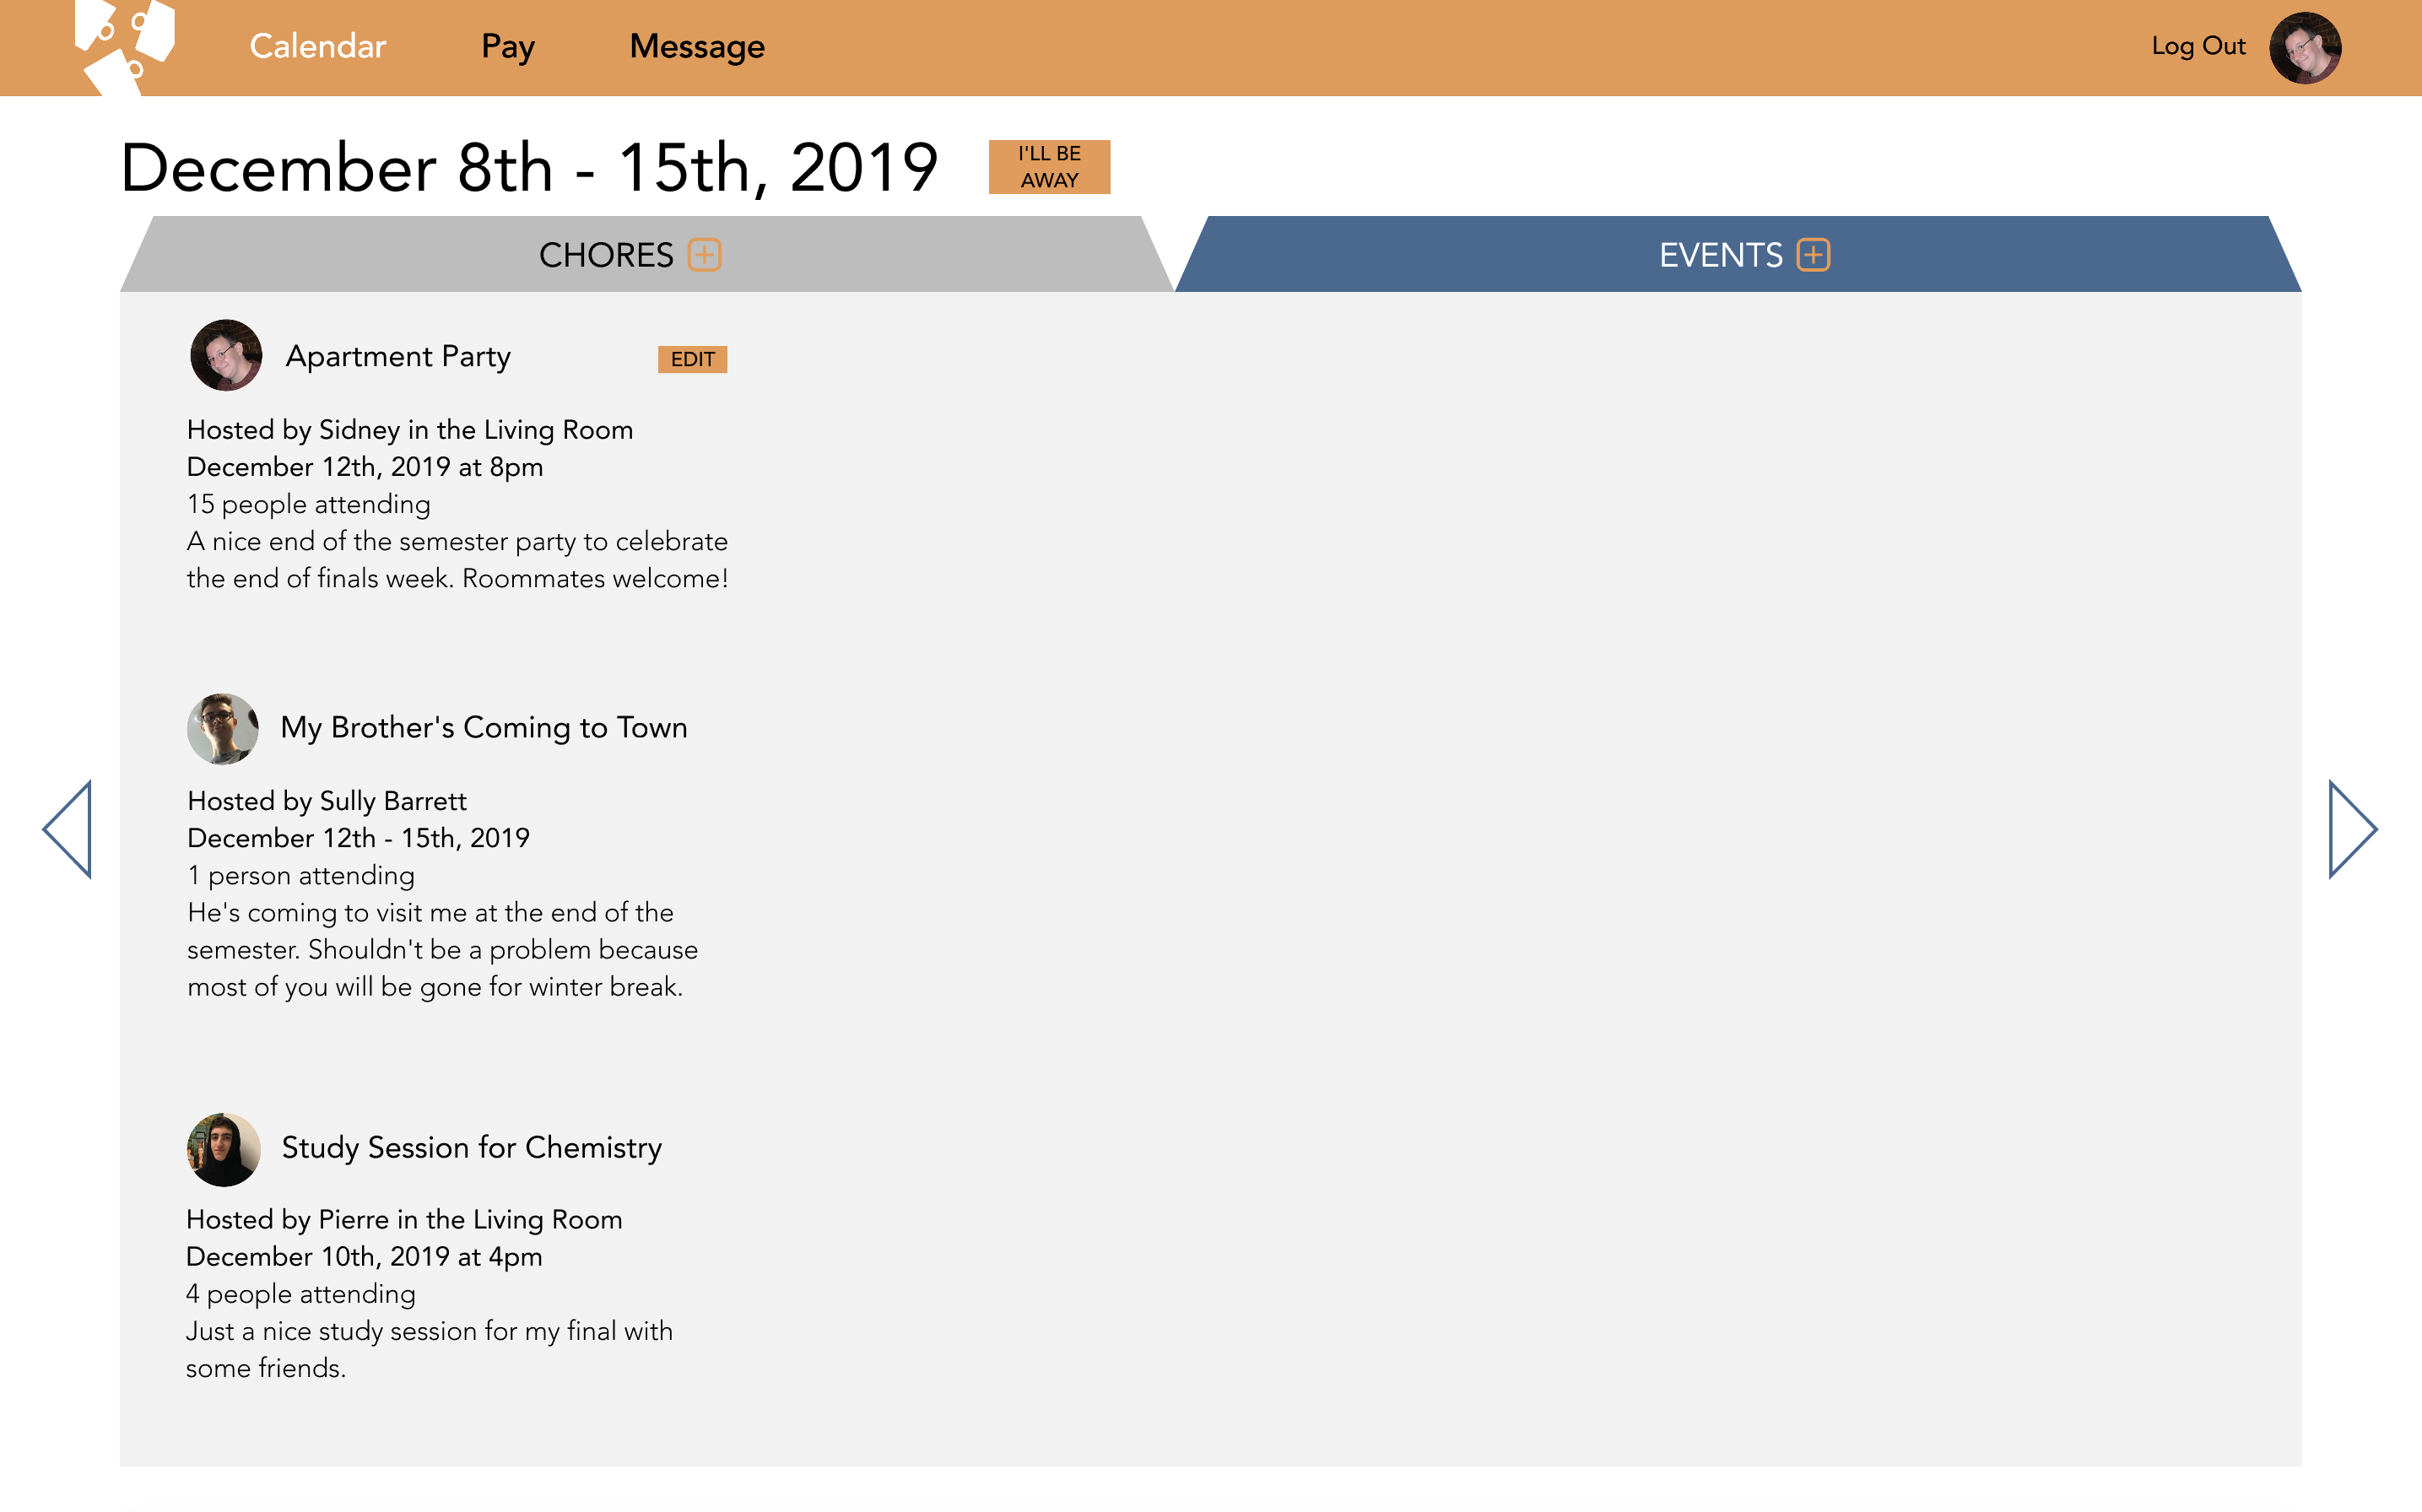 Calendar
Pay
Message
Log Out
December 8th - 15th, 2019
I'LL BE
AWAY
CHORES
EVENTS
Apartment Party
EDIT
Hosted by Sidney in the Living Room
December 12th, 2019 at 8pm
15 people attending
A nice end of the semester party to celebrate
the end of finals week. Roommates welcome!
My Brother's Coming to Town
Hosted by Sully Barrett
December 12th - 15th, 2019
1 person attending
He's coming to visit me at the end of the
semester. Shouldn't be a problem because
most of you will be gone for winter break.
Study Session for Chemistry
Hosted by Pierre in the Living Room
December 10th, 2019 at 4pm
4 people attending
Just a nice study session for my final with
some friends.